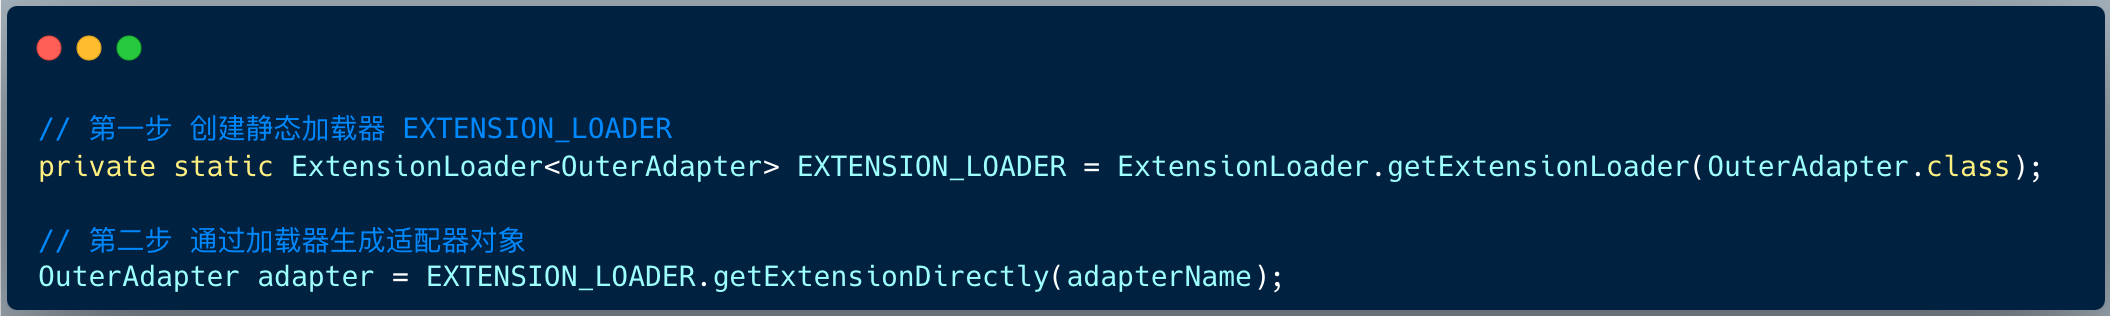 // 第一步 创建静态加载器 EXTENSION_LOADER
private static ExtensionLoader<OuterAdapter> EXTENSION_LOADER = ExtensionLoader.getExtensionLoader(OuterAdapter.class);
// 第二步 通过加载器生成适配器对象
OuterAdapter adapter = EXTENSION_LOADER.getExtensionDirectly(adapterName);